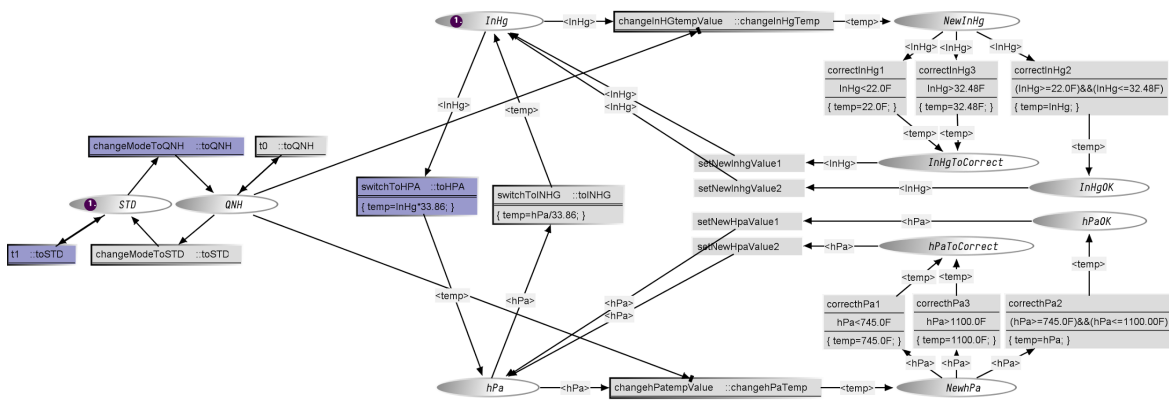 1.
InHg
<InHg>
changeInHGtempValue ::changeInHgTemp
<temp>
NewInHg
<InHg>
<InHg>
<InHg>
correctInHg1
InHg<22.0F
{ temp=22.0F; }
correctInHg3
InHg>32.48F
{ temp=32.48F; }
correctInHg2
(InHg>=22.0F)&&(InHg<=32.48F)
{ temp=InHg; }
<InHg>
<temp>
<InHg>
<InHg>
<temp>
<temp>
<temp>
changeModeToQNH ::toQNH
t0 ::toQNH
setNewInhgValue1
<InHg>
InHgToCorrect
switchToHPA ::toHPA
{ temp=InHg*33.86; }
switchToINHG ::toINHG
{ temp=hPa/33.86; }
setNewInhgValue2
<InHg>
InHgOK
1.
STD
QNH
setNewHpaValue1
<hPa>
hPaOK
t1 ::toSTD
changeModeToSTD ::toSTD
setNewHpaValue2
<hPa>
hPaToCorrect
<temp>
<hPa>
<hPa>
<hPa>
<temp>
<temp>
<temp>
correcthPa1
hPa<745.0F
{ temp=745.0F; }
correcthPa3
hPa>1100.0F
{ temp=1100.0F; }
correcthPa2
(hPa>=745.0F)&&(hPa<=1100.00F)
{ temp=hPa; }
<hPa>
<hPa>
<hPa>
hPa
<hPa>
changehPatempValue ::changehPaTemp
<temp>
NewhPa